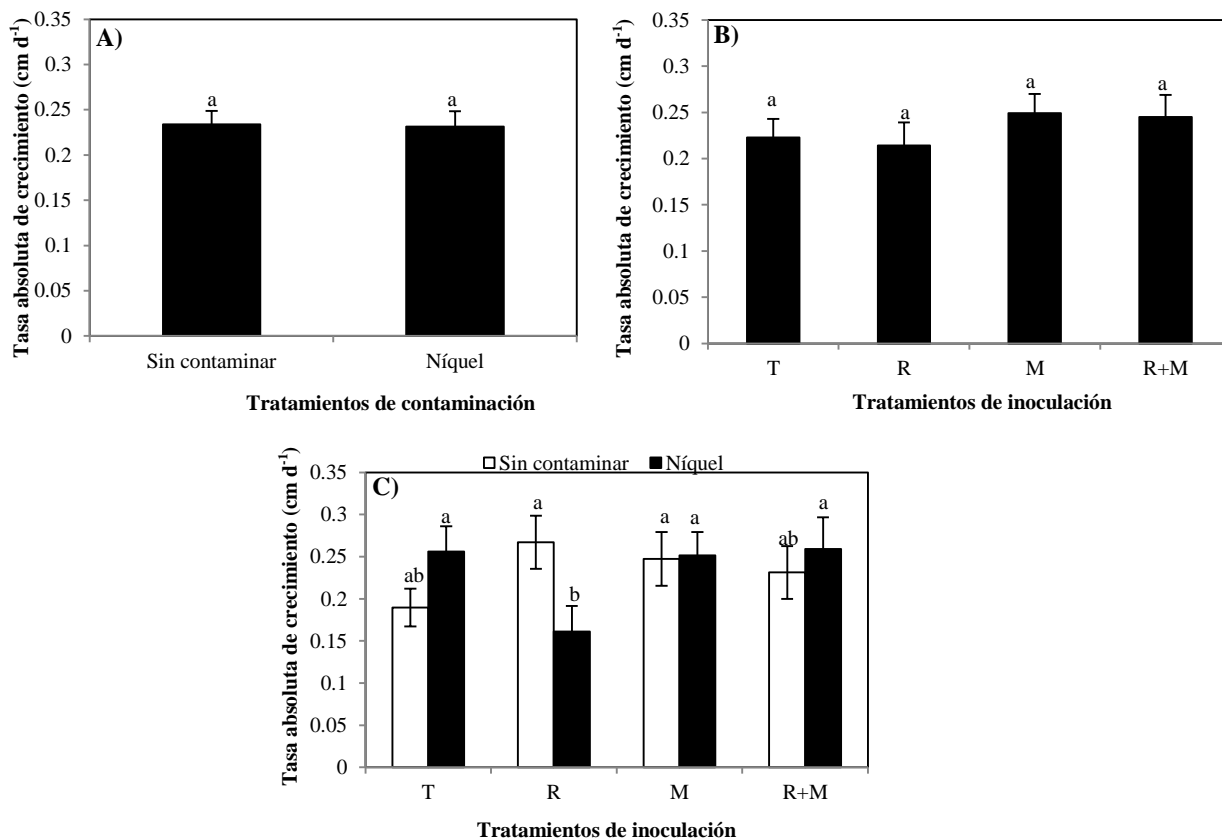 A)
Tasa absoluta de crecimiento (cm d-1)
0.35
0.3
0.25
0.2
0.15
0.1
0.05
0
a
a
Sin contaminar
Níquel
Tratamientos de contaminación
B)
Tasa absoluta de crecimiento (cm d-1)
0.35
0.3
0.25
0.2
0.15
0.1
0.05
0
a
a
a
a
T
R
M
R+M
Tratamientos de inoculación
Sin contaminar
Níquel
C)
Tasa absoluta de crecimiento (cm d-1)
0.35
0.3
0.25
0.2
0.15
0.1
0.05
0
ab
a
a
b
a
a
ab
a
T
R
M
R+M
Tratamientos de inoculación